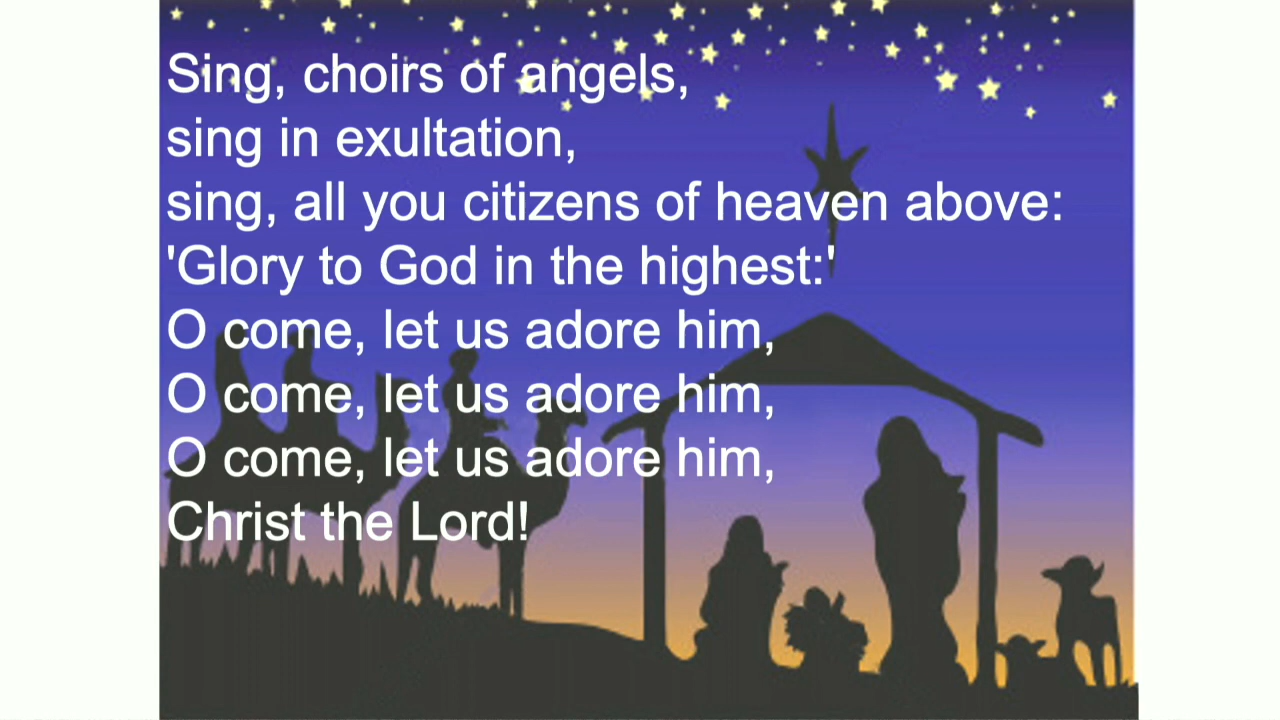 Sing, choirs of angels,
sing in exultation,
sing, all you citizens of heaven above:
'Glory to God in the highest:'
O come, let us adore him,
O come, let us adore him,
O come, let us adore him,
Christ the Lord!